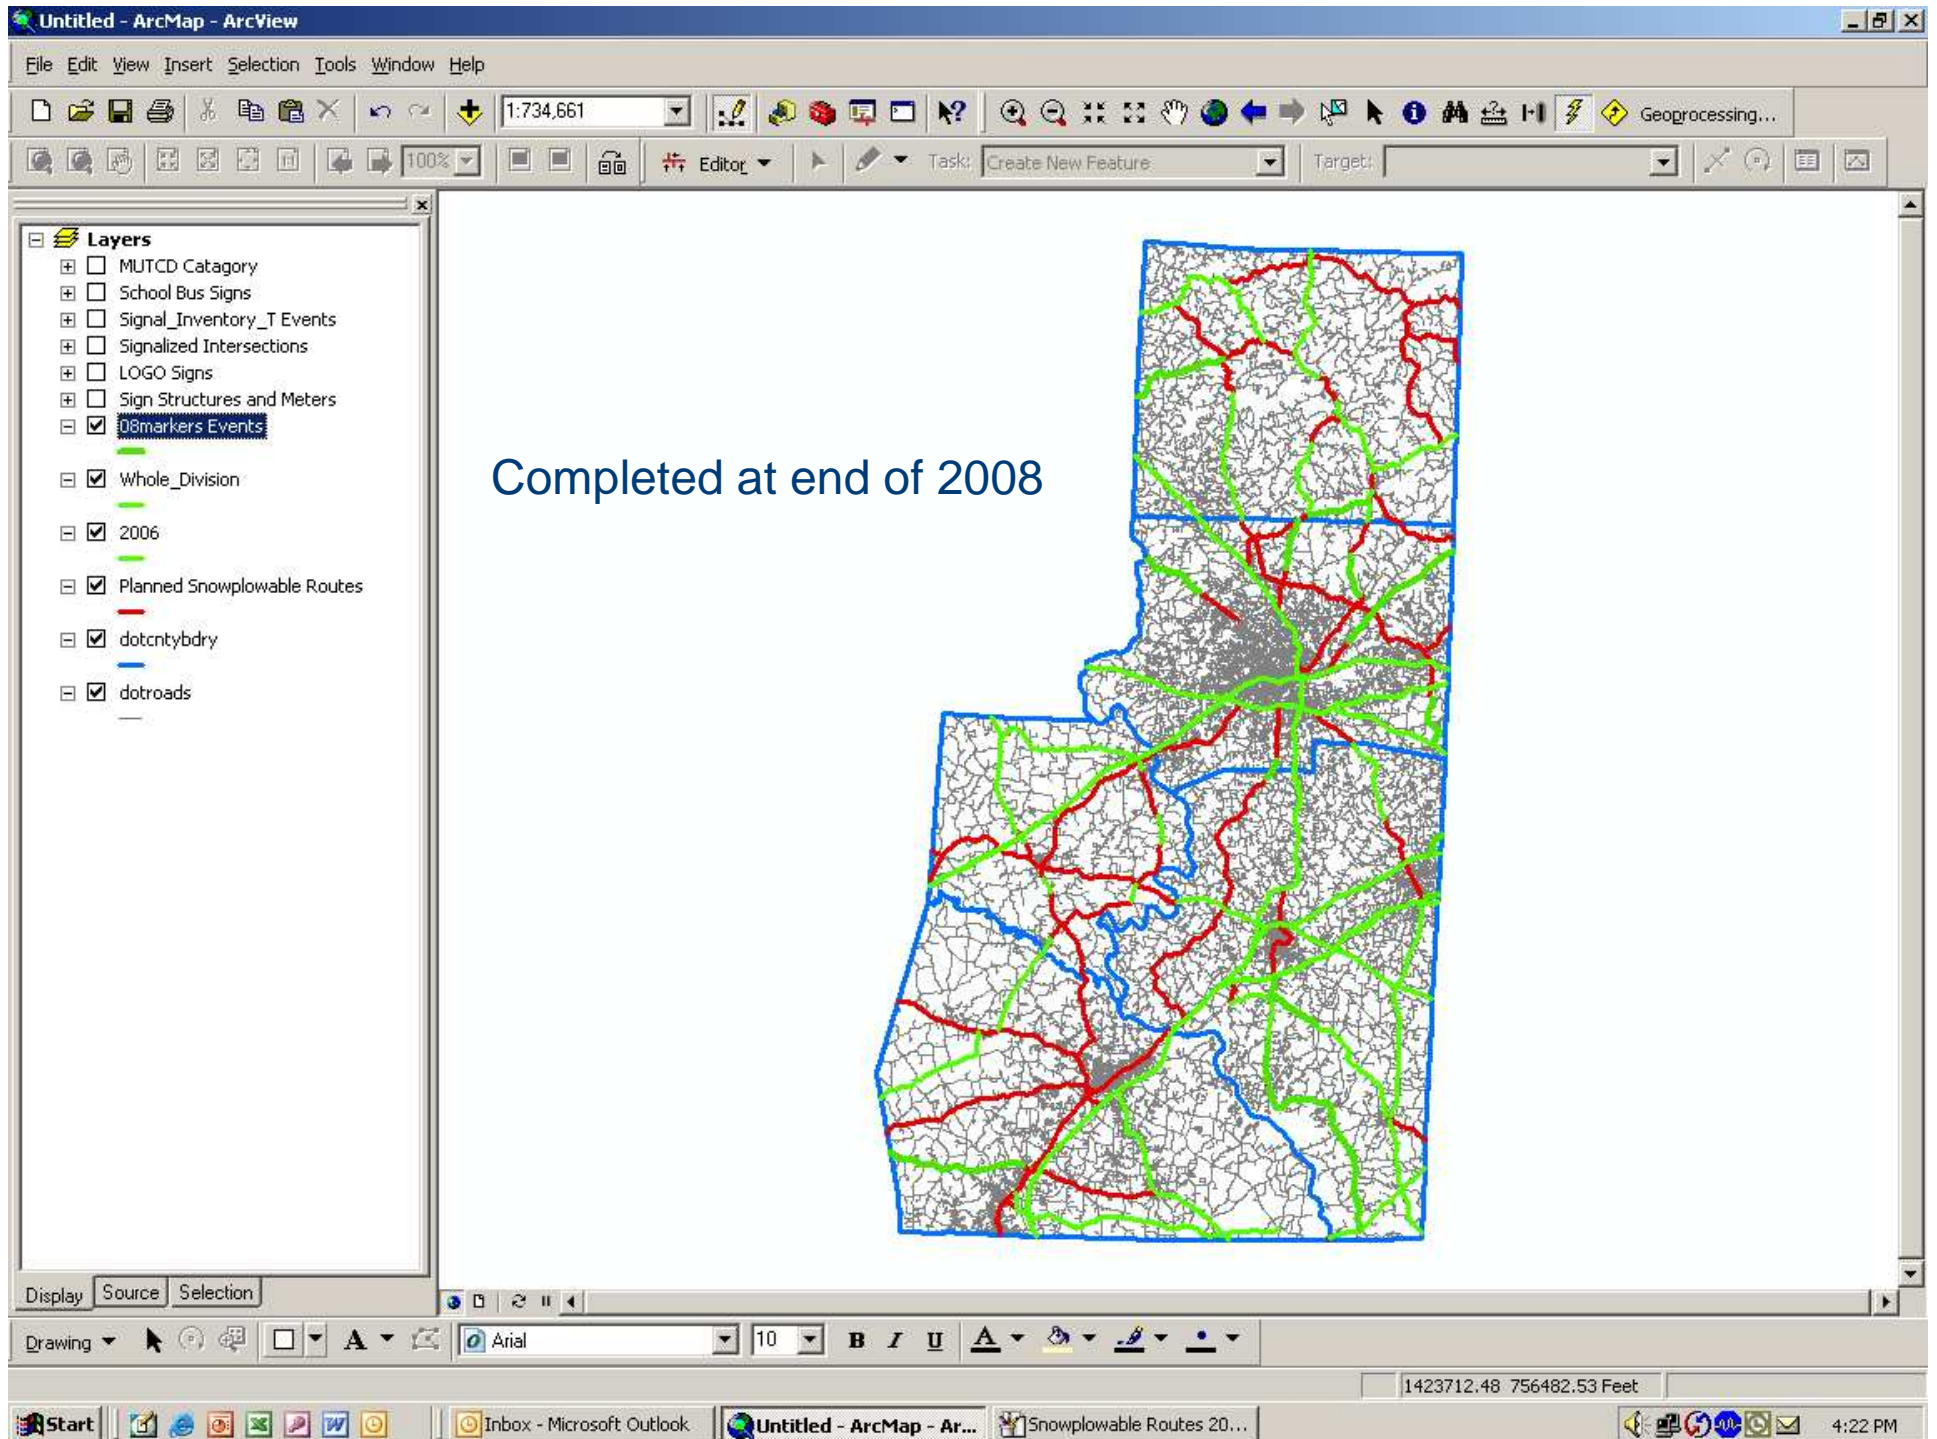 Untitled - ArcMap - ArcView
File Edit View Insert Selection Tools Window Help
1:734,661
Geoprocessing...
100%
Editor
Task:
Create New Feature
Target:
Layers
MUTCD Catagory
School Bus Signs
Signal_Inventory_T Events
Signalized Intersections
LOGO Signs
Sign Structures and Meters
08markers Events
Whole_Division
2006
Planned Snowplowable Routes
dotcntybdry
dotroads
Completed at end of 2008
Display Source Selection
Drawing
A
Arial
10
B I U A
1423712.48 756482.53 Feet
Start
Inbox - Microsoft Outlook
Untitled - ArcMap - Ar...
Snowplowable Routes 20...
4:22 PM